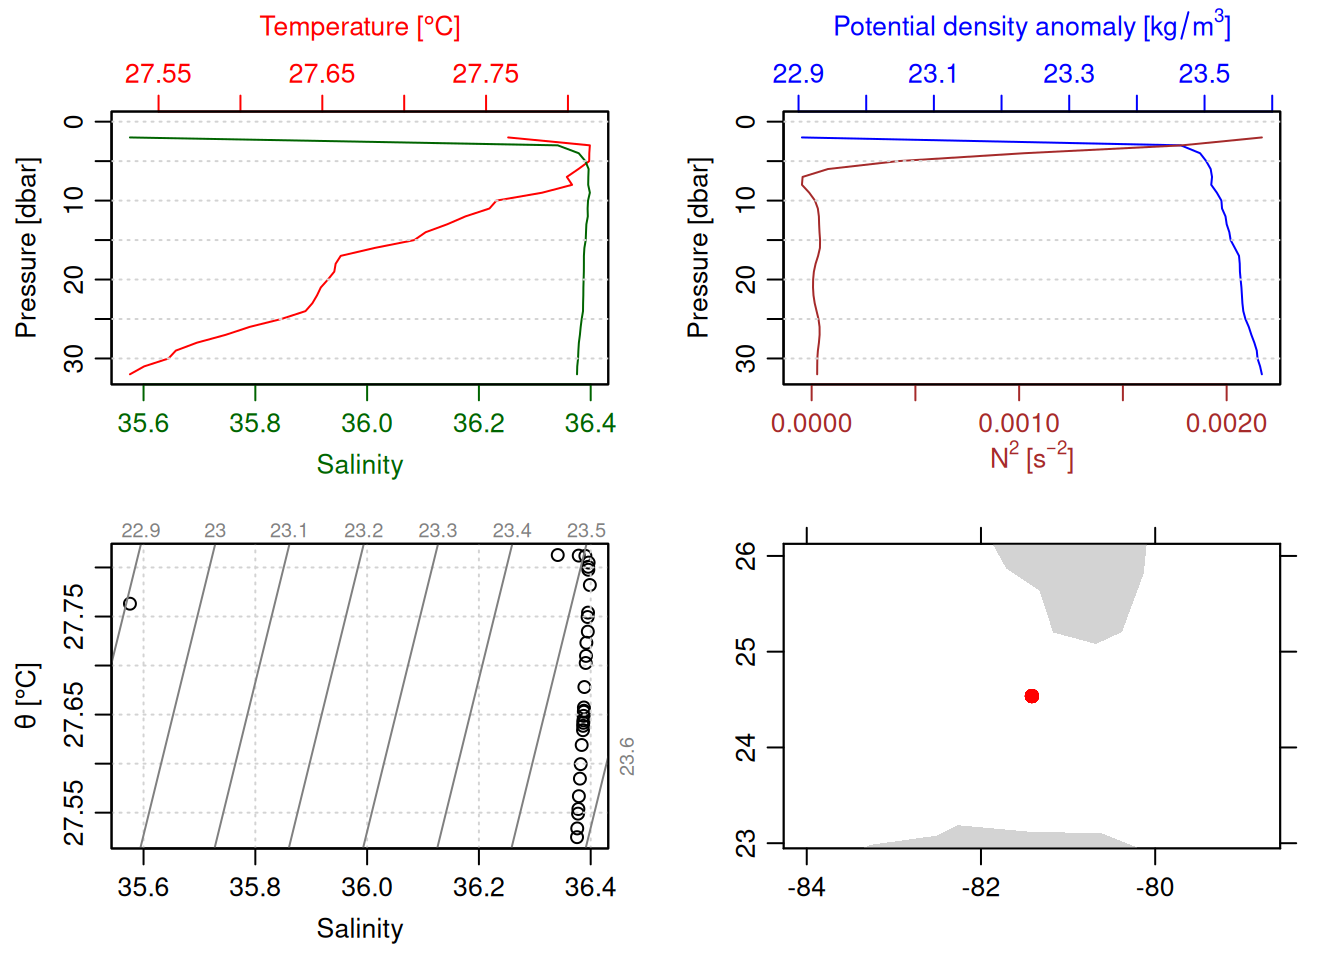 Temperature [°C]
27.55 27.65 27.75
Pressure [dbar]
0
10
20
30
35.6 35.8 36.0 36.2 36.4
Salinity
Potential density anomaly [kg/m³]
22.9 23.1 23.3 23.5
Pressure [dbar]
0
10
20
30
0.0000 0.0010 0.0020
N² [s⁻²]
22.9 23 23.1 23.2 23.3 23.4 23.5
23.6
θ [°C]
27.75
27.65
27.55
35.6 35.8 36.0 36.2 36.4
Salinity
26
25
24
23
-84 -82 -80